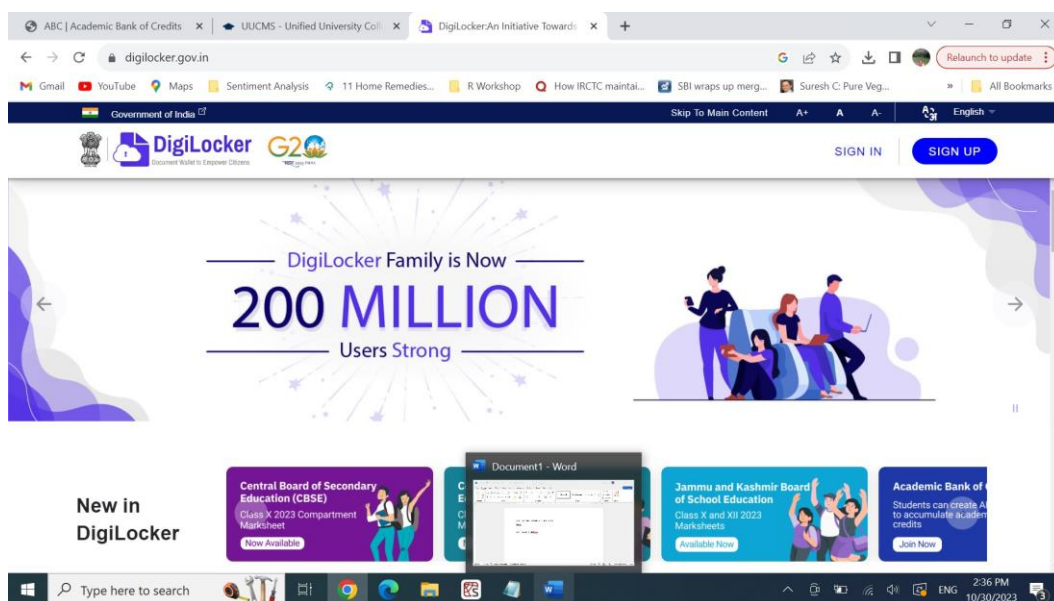 ABC | Academic Bank of Credits
UUCMS - Unified University Coll
DigiLocker:An Initiative Towards
digilocker.gov.in
Relaunch to update
Gmail
YouTube
Maps
Sentiment Analysis
11 Home Remedies...
R Workshop
How IRCTC maintai...
SBI wraps up merg...
Suresh C: Pure Veg...
»
All Bookmarks
Government of India
Skip To Main Content
A+
A
A-
English
DigiLocker
Document Wallet to Empower Citizens
G20
SIGN IN
SIGN UP
DigiLocker Family is Now
200 MILLION
Users Strong
New in
DigiLocker
Central Board of Secondary
Education (CBSE)
Class X 2023 Compartment
Marksheet
Now Available
Document1 - Word
Jammu and Kashmir Board
of School Education
Class X and XII 2023
Marksheets
Available Now
Academic Bank of
Students can create
to accumulate academ
credits
Join Now
Type here to search
ENG
2:36 PM
10/30/2023
3